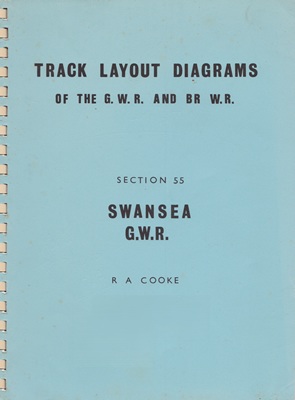 TRACK LAYOUT DIAGRAMS
OF THE G.W.R. AND BR W.R.
SECTION 55
SWANSEA
G.W.R.
R A COOKE